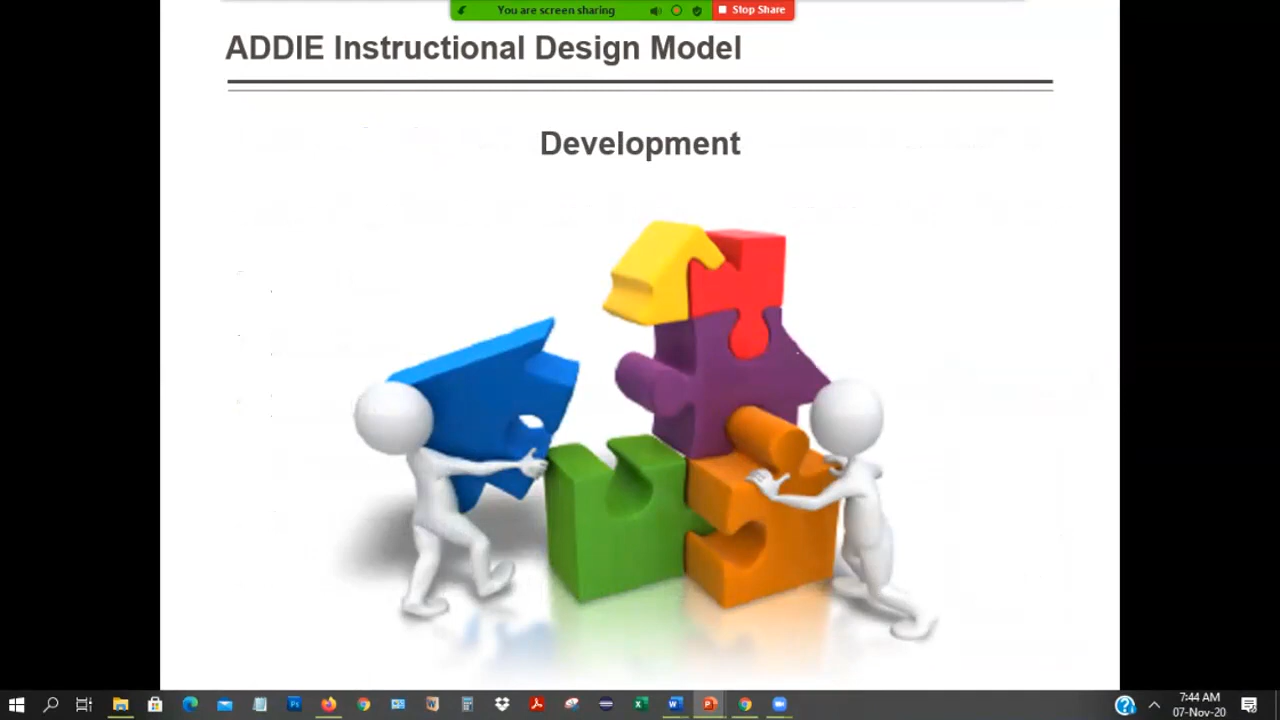 You are screen sharing
Stop Share
ADDIE Instructional Design Model
Development
7:44 AM
07-Nov-20